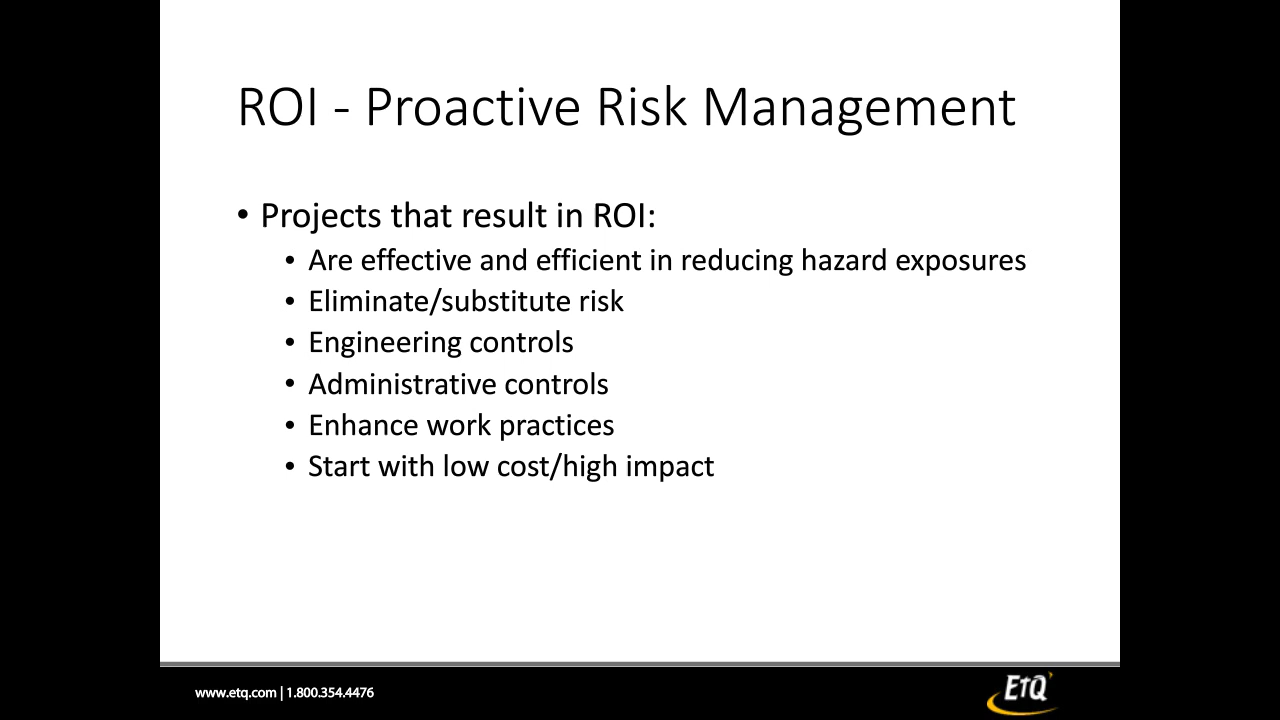 ROI - Proactive Risk Management
• Projects that result in ROI:
• Are effective and efficient in reducing hazard exposures
• Eliminate/substitute risk
• Engineering controls
• Administrative controls
• Enhance work practices
• Start with low cost/high impact
www.etq.com | 1.800.354.4476
ETQ